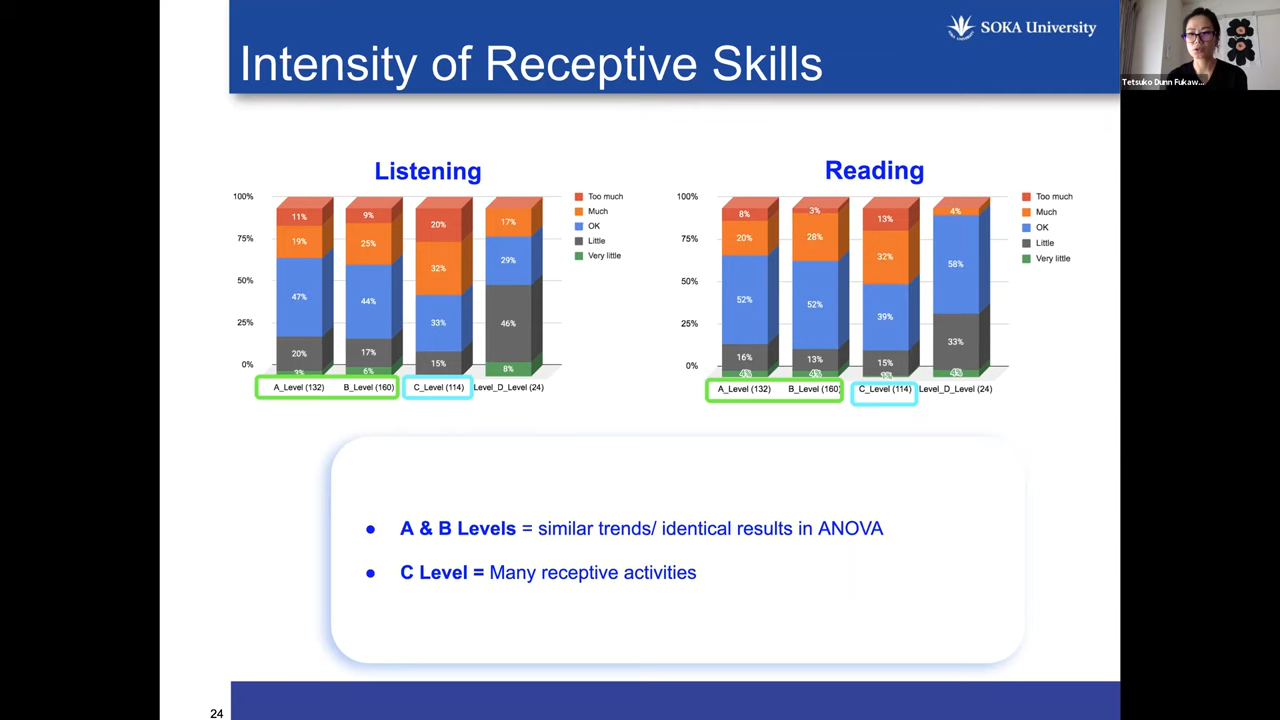 SOKA University
Intensity of Receptive Skills
Tetsuko Dunn Fukaw...
Listening
100%
75%
50%
25%
0%
11%
19%
47%
20%
3%
9%
25%
44%
17%
6%
20%
32%
33%
15%
17%
29%
46%
8%
A_Level (132)
B_Level (160)
C_Level (114)
Level_D_Level (24)
Too much
Much
OK
Little
Very little
Reading
100%
75%
50%
25%
0%
8%
20%
52%
16%
4%
3%
28%
52%
13%
4%
13%
32%
39%
15%
1%
4%
58%
33%
4%
A_Level (132)
B_Level (160)
C_Level (114)
Level_D_Level (24)
Too much
Much
OK
Little
Very little
● A & B Levels = similar trends/ identical results in ANOVA
● C Level = Many receptive activities
24